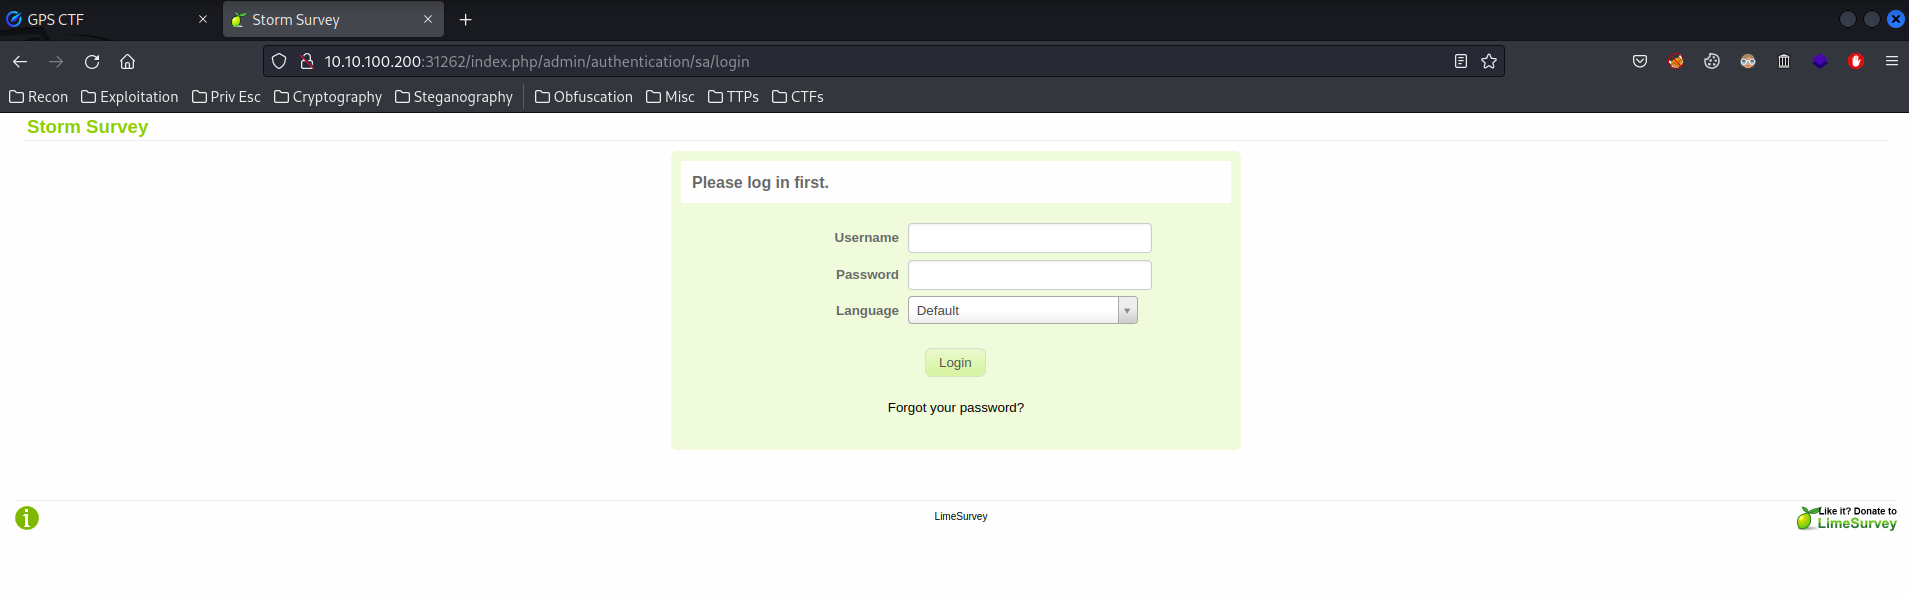 GPS CTF
Storm Survey
10.10.100.200:31262/index.php/admin/authentication/sa/login
Recon Exploitation Priv Esc Cryptography Steganography Obfuscation Misc TTPs CTFs
Storm Survey
Please log in first.
Username
Password
Language Default
Login
Forgot your password?
LimeSurvey
Like it? Donate to
LimeSurvey